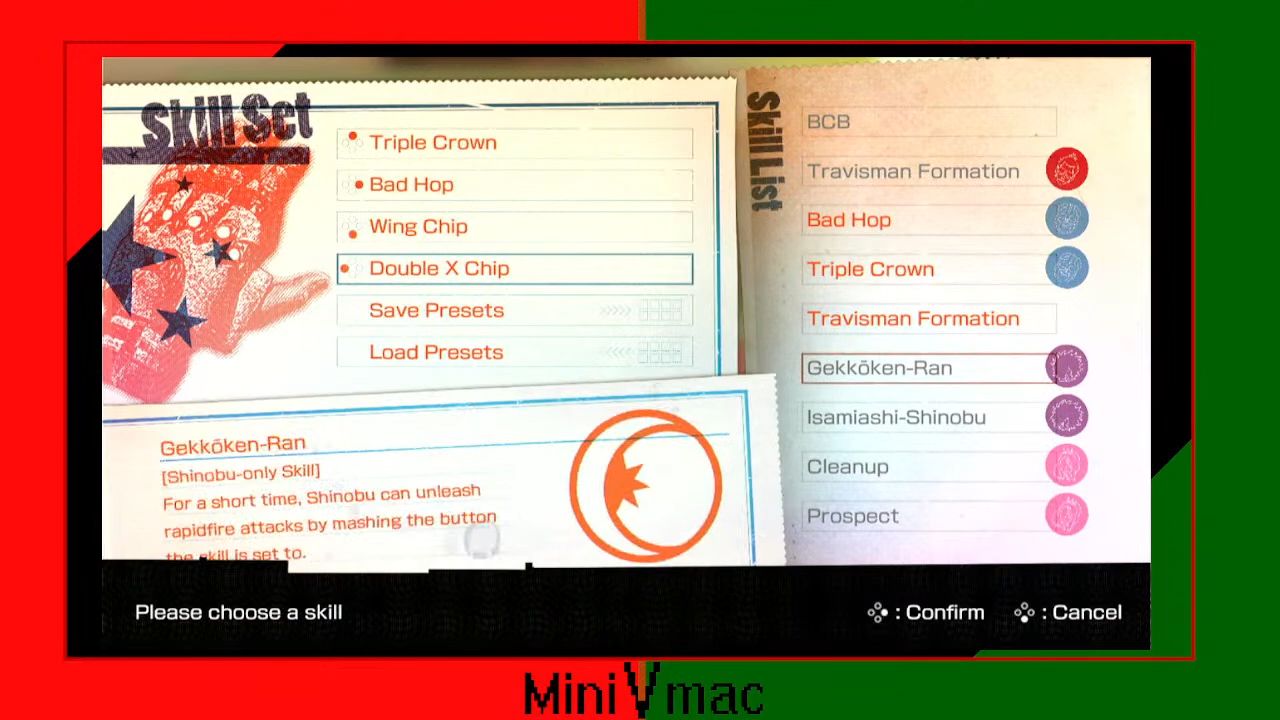 Skill Set
Triple Crown
Bad Hop
Wing Chip
Double X Chip
Save Presets
Load Presets
Skill List
BCB
Travisman Formation
Bad Hop
Triple Crown
Travisman Formation
Gekkōken-Ran
Isamiashi-Shinobu
Cleanup
Prospect
Gekkōken-Ran
[Shinobu-only Skill]
For a short time, Shinobu can unleash
rapidfire attacks by mashing the button
the skill is set to.
Please choose a skill
: Confirm
: Cancel
Mini Vmac